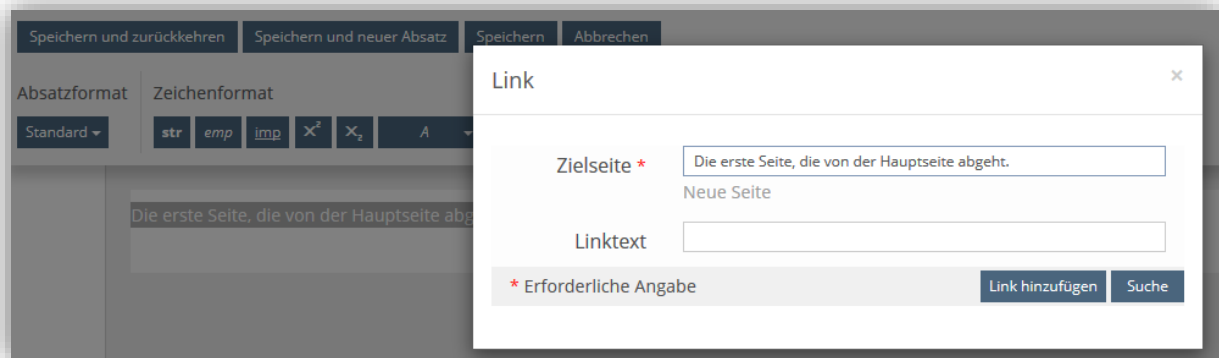 Speichern und zurückkehren Speichern und neuer Absatz Speichern Abbrechen
Link ×
Absatzformat Zeichenformat
Standard str emp imp X² X₂ A
Zielseite * Die erste Seite, die von der Hauptseite abgeht.
Neue Seite
Die erste Seite, die von der Hauptseite abg
Linktext
* Erforderliche Angabe Link hinzufügen Suche